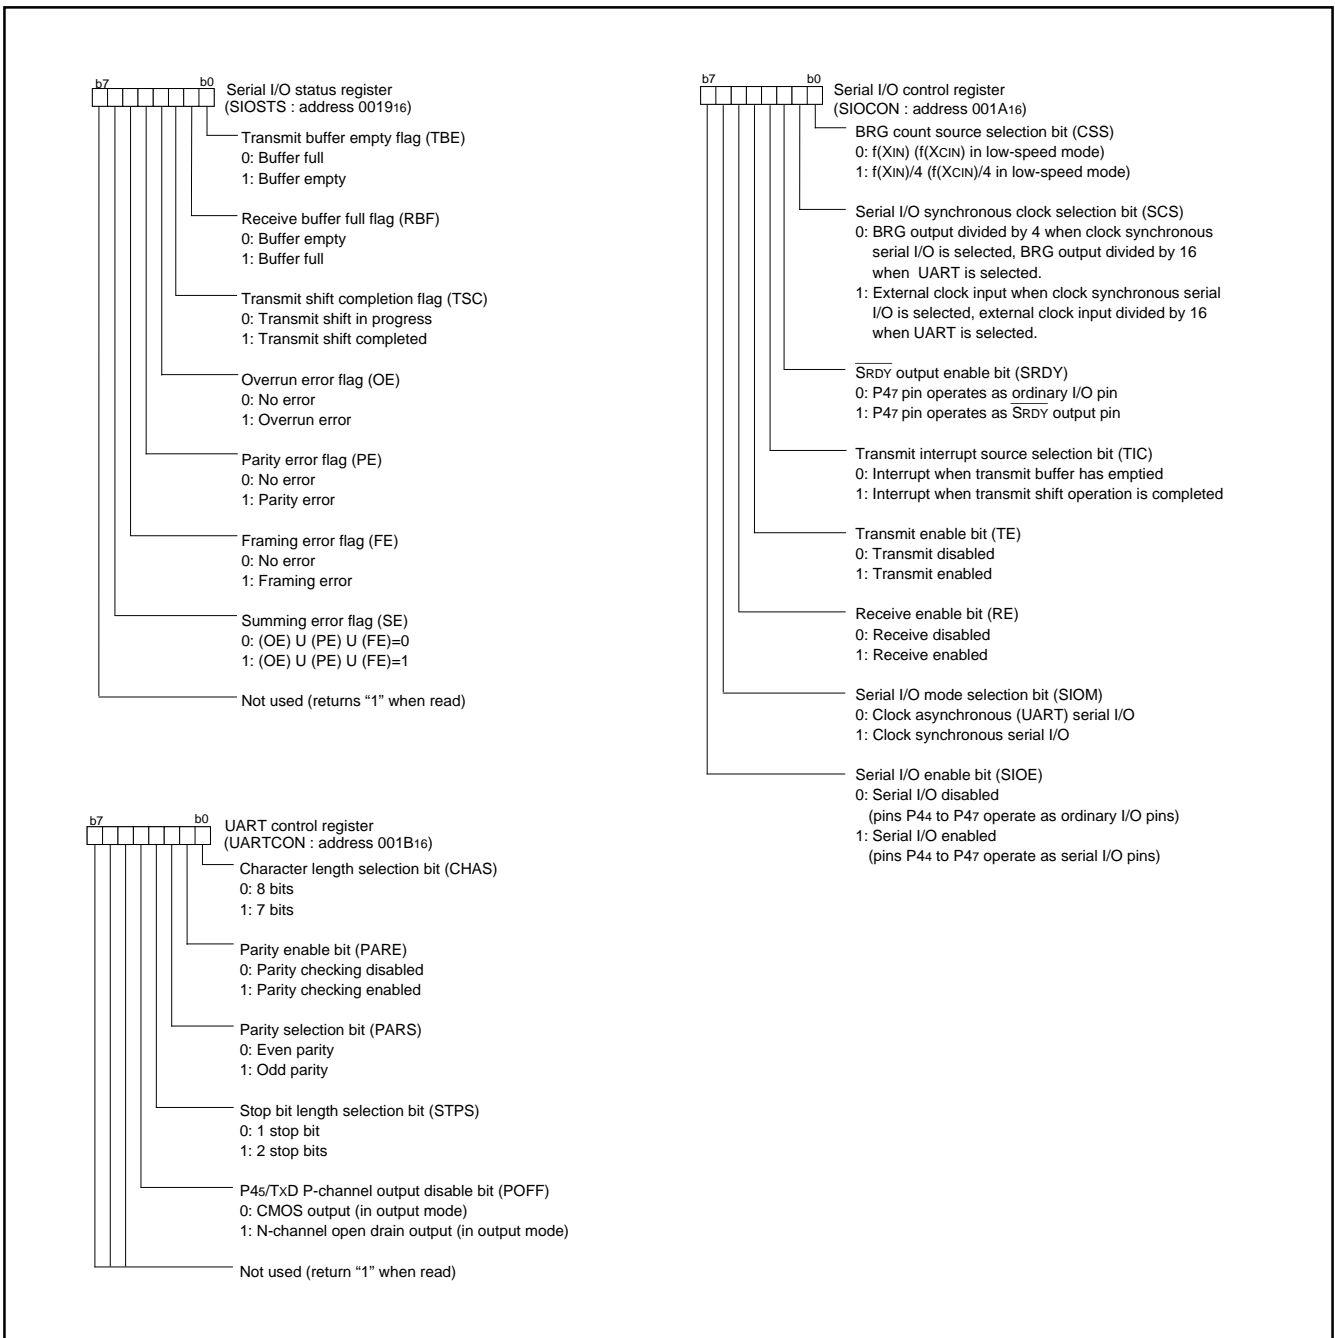 b7 b0
Serial I/O status register
(SIOSTS : address 001916)
Transmit buffer empty flag (TBE)
0: Buffer full
1: Buffer empty
Receive buffer full flag (RBF)
0: Buffer empty
1: Buffer full
Transmit shift completion flag (TSC)
0: Transmit shift in progress
1: Transmit shift completed
Overrun error flag (OE)
0: No error
1: Overrun error
Parity error flag (PE)
0: No error
1: Parity error
Framing error flag (FE)
0: No error
1: Framing error
Summing error flag (SE)
0: (OE) U (PE) U (FE)=0
1: (OE) U (PE) U (FE)=1
Not used (returns “1” when read)
b7 b0
UART control register
(UARTCON : address 001B16)
Character length selection bit (CHAS)
0: 8 bits
1: 7 bits
Parity enable bit (PARE)
0: Parity checking disabled
1: Parity checking enabled
Parity selection bit (PARS)
0: Even parity
1: Odd parity
Stop bit length selection bit (STPS)
0: 1 stop bit
1: 2 stop bits
P45/TXD P-channel output disable bit (POFF)
0: CMOS output (in output mode)
1: N-channel open drain output (in output mode)
Not used (return “1” when read)
b7 b0
Serial I/O control register
(SIOCON : address 001A16)
BRG count source selection bit (CSS)
0: f(XIN) (f(XCIN) in low-speed mode)
1: f(XIN)/4 (f(XCIN)/4 in low-speed mode)
Serial I/O synchronous clock selection bit (SCS)
0: BRG output divided by 4 when clock synchronous
serial I/O is selected, BRG output divided by 16
when UART is selected.
1: External clock input when clock synchronous serial
I/O is selected, external clock input divided by 16
when UART is selected.
SRDY output enable bit (SRDY)
0: P47 pin operates as ordinary I/O pin
1: P47 pin operates as SRDY output pin
Transmit interrupt source selection bit (TIC)
0: Interrupt when transmit buffer has emptied
1: Interrupt when transmit shift operation is completed
Transmit enable bit (TE)
0: Transmit disabled
1: Transmit enabled
Receive enable bit (RE)
0: Receive disabled
1: Receive enabled
Serial I/O mode selection bit (SIOM)
0: Clock asynchronous (UART) serial I/O
1: Clock synchronous serial I/O
Serial I/O enable bit (SIOE)
0: Serial I/O disabled
(pins P44 to P47 operate as ordinary I/O pins)
1: Serial I/O enabled
(pins P44 to P47 operate as serial I/O pins)